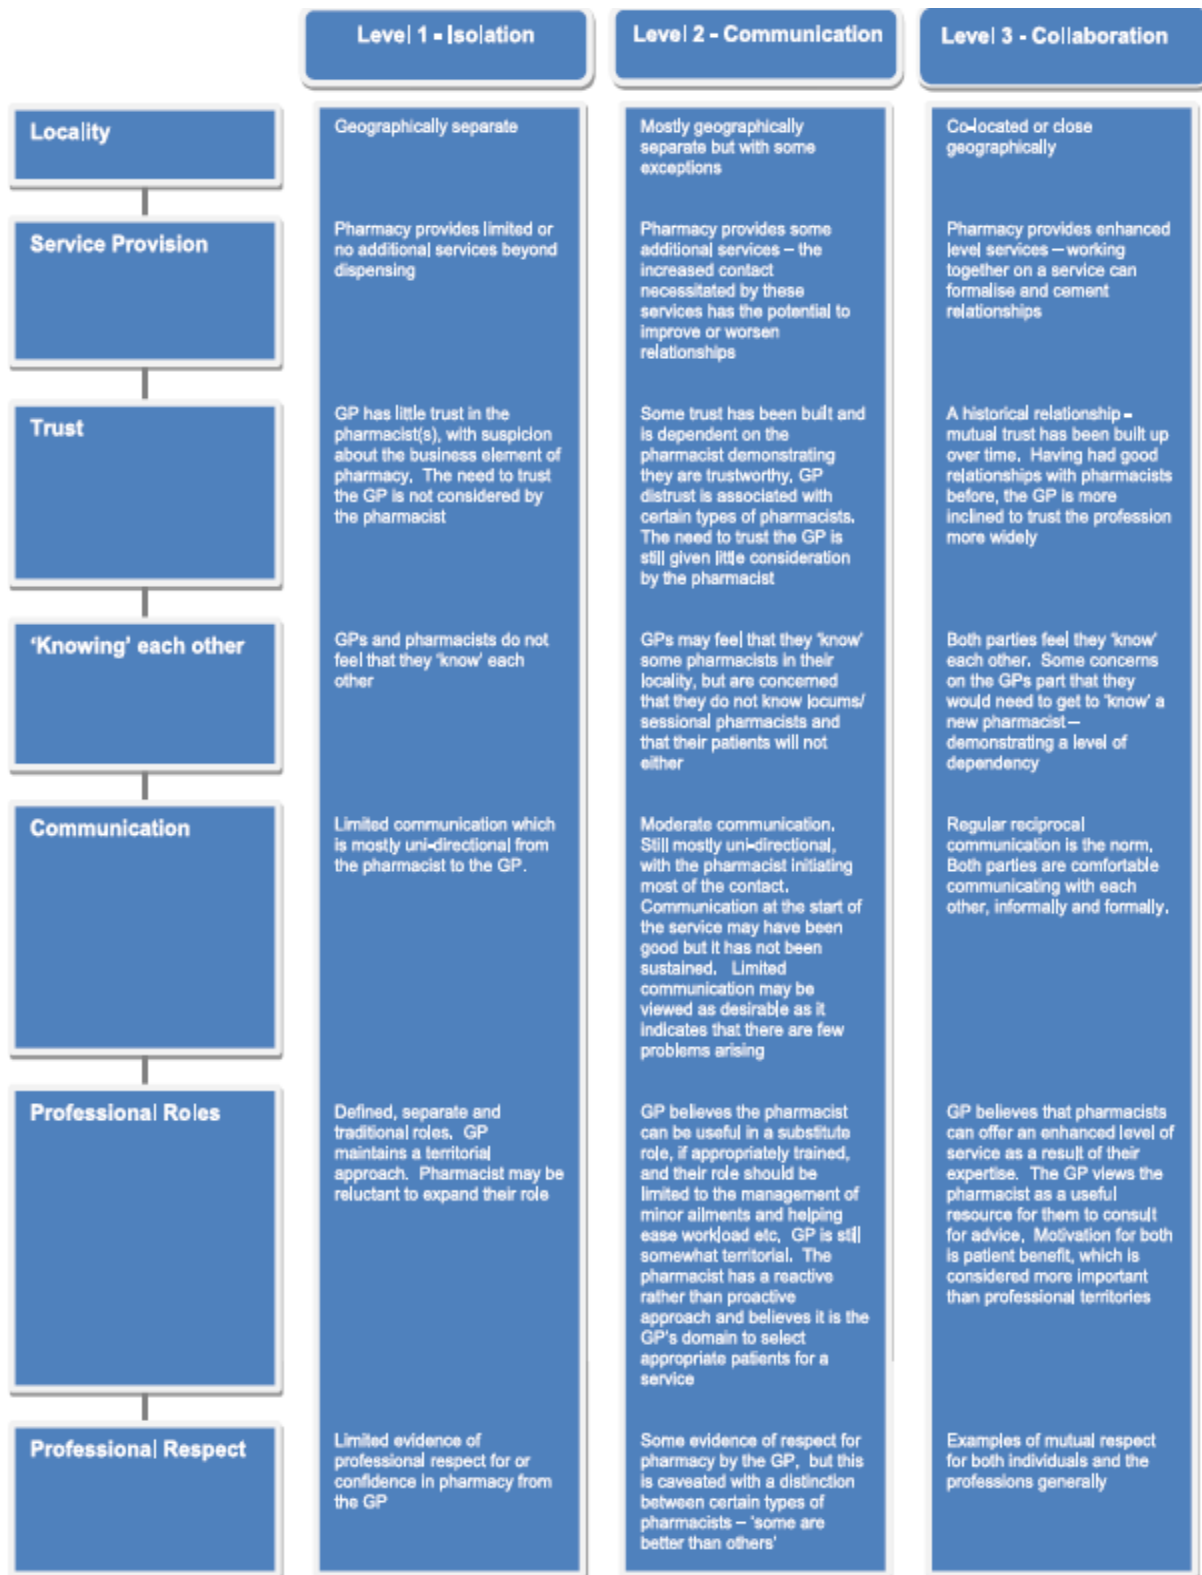 Level 1 - Isolation
Level 2 - Communication
Level 3 - Collaboration
Locality
Geographically separate
Mostly geographically
separate but with some
exceptions
Co-located or close
geographically
Service Provision
Pharmacy provides limited or
no additional services beyond
dispensing
Pharmacy provides some
additional services – the
increased contact
necessitated by these
services has the potential to
improve or worsen
relationships
Pharmacy provides enhanced
level services – working
together on a service can
formalise and cement
relationships
Trust
GP has little trust in the
pharmacist(s), with suspicion
about the business element of
pharmacy. The need to trust
the GP is not considered by
the pharmacist
Some trust has been built and
is dependent on the
pharmacist demonstrating
they are trustworthy. GP
distrust is associated with
certain types of pharmacists.
The need to trust the GP is
still given little consideration
by the pharmacist
A historical relationship –
mutual trust has been built up
over time. Having had good
relationships with pharmacists
before, the GP is more
inclined to trust the profession
more widely
‘Knowing’ each other
GPs and pharmacists do not
feel that they ‘know’ each
other
GPs may feel that they ‘know’
some pharmacists in their
locality, but are concerned
that they do not know locums/
sessional pharmacists and
that their patients will not
either
Both parties feel they ‘know’
each other. Some concerns
on the GPs part that they
would need to get to ‘know’ a
new pharmacist –
demonstrating a level of
dependency
Communication
Limited communication which
is mostly uni-directional from
the pharmacist to the GP.
Moderate communication.
Still mostly uni-directional,
with the pharmacist initiating
most of the contact.
Communication at the start of
the service may have been
good but it has not been
sustained. Limited
communication may be
viewed as desirable as it
indicates that there are few
problems arising
Regular reciprocal
communication is the norm.
Both parties are comfortable
communicating with each
other, informally and formally.
Professional Roles
Defined, separate and
traditional roles. GP
maintains a territorial
approach. Pharmacist may be
reluctant to expand their role
GP believes the pharmacist
can be useful in a substitute
role, if appropriately trained,
and their role should be
limited to the management of
minor ailments and helping
ease workload etc. GP is still
somewhat territorial. The
pharmacist has a reactive
rather than proactive
approach and believes it is the
GP's domain to select
appropriate patients for a
service
GP believes that pharmacists
can offer an enhanced level of
service as a result of their
expertise. The GP views the
pharmacist as a useful
resource for them to consult
for advice. Motivation for both
is patient benefit, which is
considered more important
than professional territories
Professional Respect
Limited evidence of
professional respect for or
confidence in pharmacy from
the GP
Some evidence of respect for
pharmacy by the GP, but this
is caveated with a distinction
between certain types of
pharmacists – ‘some are
better than others’
Examples of mutual respect
for both individuals and the
professions generally